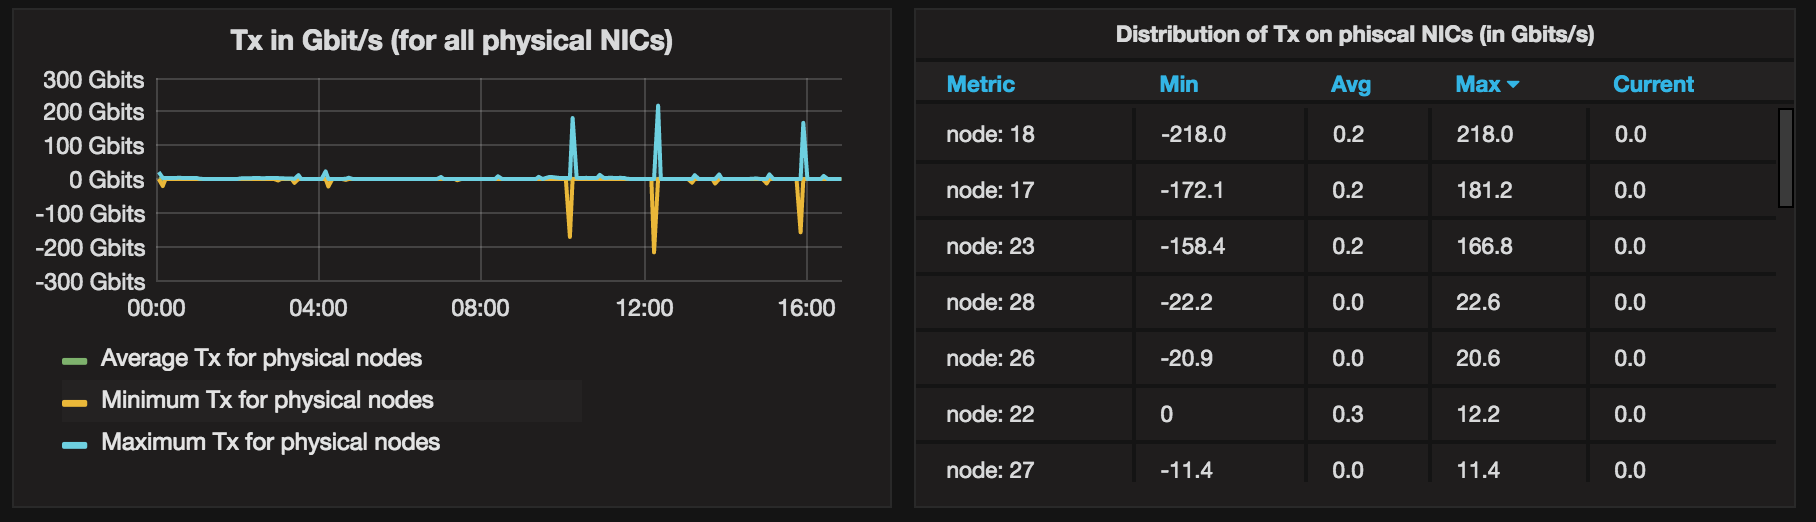 Tx in Gbit/s (for all physical NICs)
300 Gbits
200 Gbits
100 Gbits
0 Gbits
-100 Gbits
-200 Gbits
-300 Gbits
00:00 04:00 08:00 12:00 16:00
Average Tx for physical nodes
Minimum Tx for physical nodes
Maximum Tx for physical nodes
Distribution of Tx on phiscal NICs (in Gbits/s)
Metric Min Avg Max Current
node: 18 -218.0 0.2 218.0 0.0
node: 17 -172.1 0.2 181.2 0.0
node: 23 -158.4 0.2 166.8 0.0
node: 28 -22.2 0.0 22.6 0.0
node: 26 -20.9 0.0 20.6 0.0
node: 22 0 0.3 12.2 0.0
node: 27 -11.4 0.0 11.4 0.0